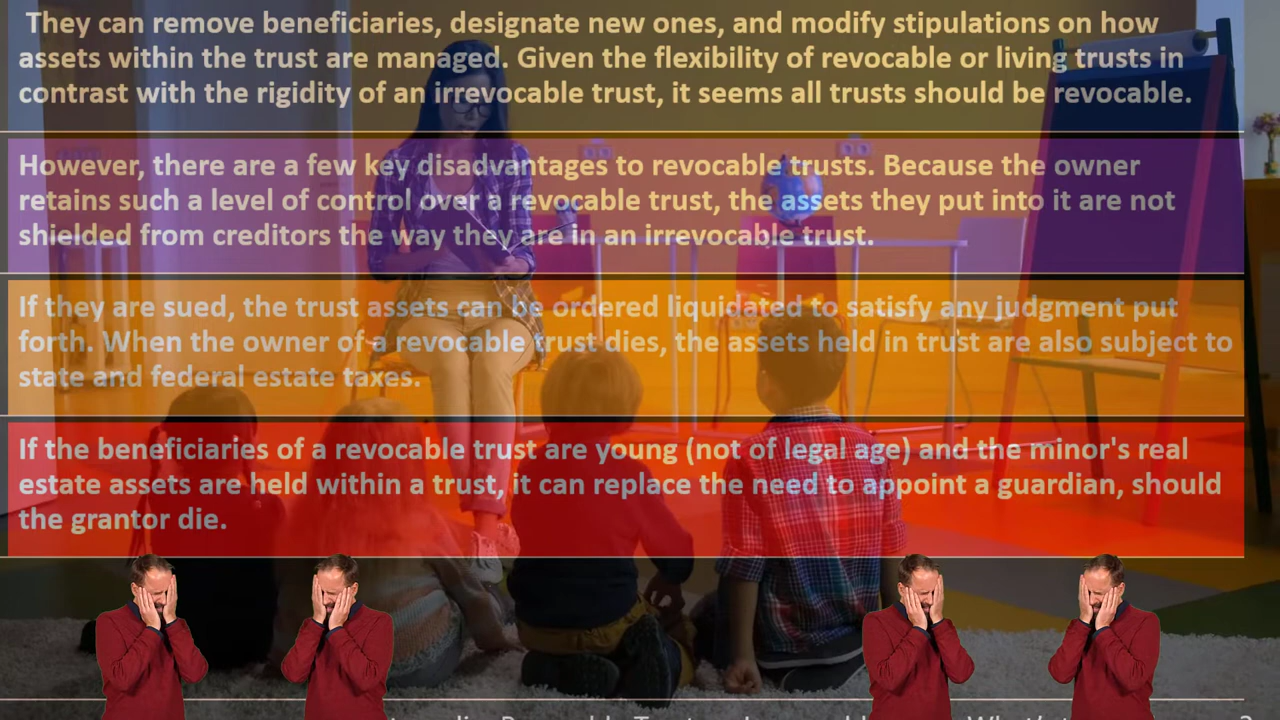 They can remove beneficiaries, designate new ones, and modify stipulations on how
assets within the trust are managed. Given the flexibility of revocable or living trusts in
contrast with the rigidity of an irrevocable trust, it seems all trusts should be revocable.
However, there are a few key disadvantages to revocable trusts. Because the owner
retains such a level of control over a revocable trust, the assets they put into it are not
shielded from creditors the way they are in an irrevocable trust.
If they are sued, the trust assets can be ordered liquidated to satisfy any judgment put
forth. When the owner of a revocable trust dies, the assets held in trust are also subject to
state and federal estate taxes.
If the beneficiaries of a revocable trust are young (not of legal age) and the minor's real
estate assets are held within a trust, it can replace the need to appoint a guardian, should
the grantor die.